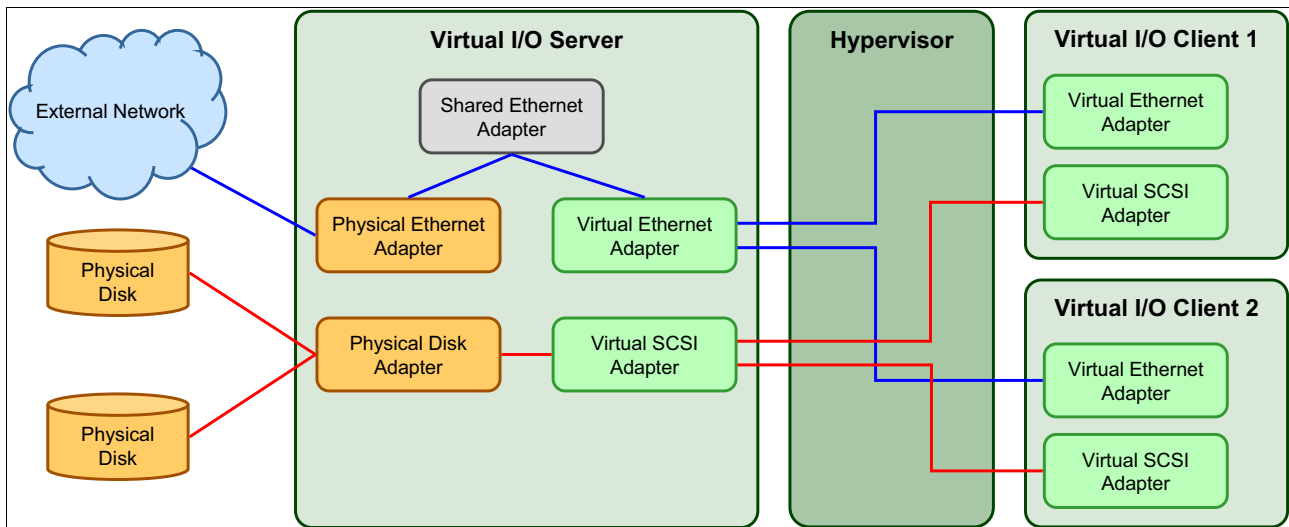 External Network
Physical
Disk
Physical
Disk
Virtual I/O Server
Shared Ethernet
Adapter
Physical Ethernet
Adapter
Virtual Ethernet
Adapter
Physical Disk
Adapter
Virtual SCSI
Adapter
Hypervisor
Virtual I/O Client 1
Virtual Ethernet
Adapter
Virtual SCSI
Adapter
Virtual I/O Client 2
Virtual Ethernet
Adapter
Virtual SCSI
Adapter